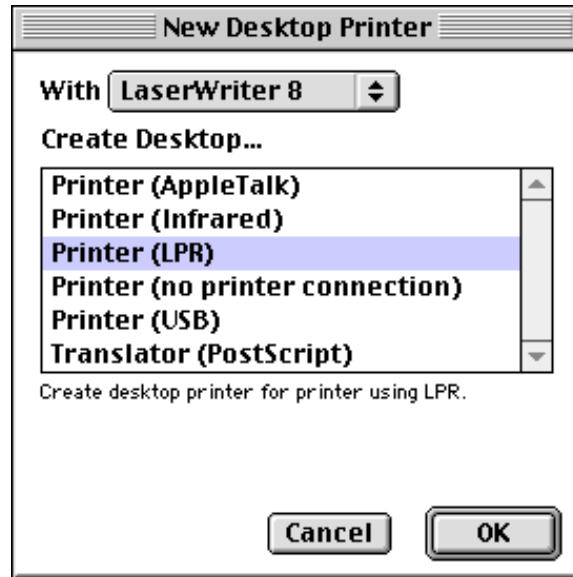 New Desktop Printer
With LaserWriter 8
Create Desktop...
Printer (AppleTalk)
Printer (Infrared)
Printer (LPR)
Printer (no printer connection)
Printer (USB)
Translator (PostScript)
Create desktop printer for printer using LPR.
Cancel OK